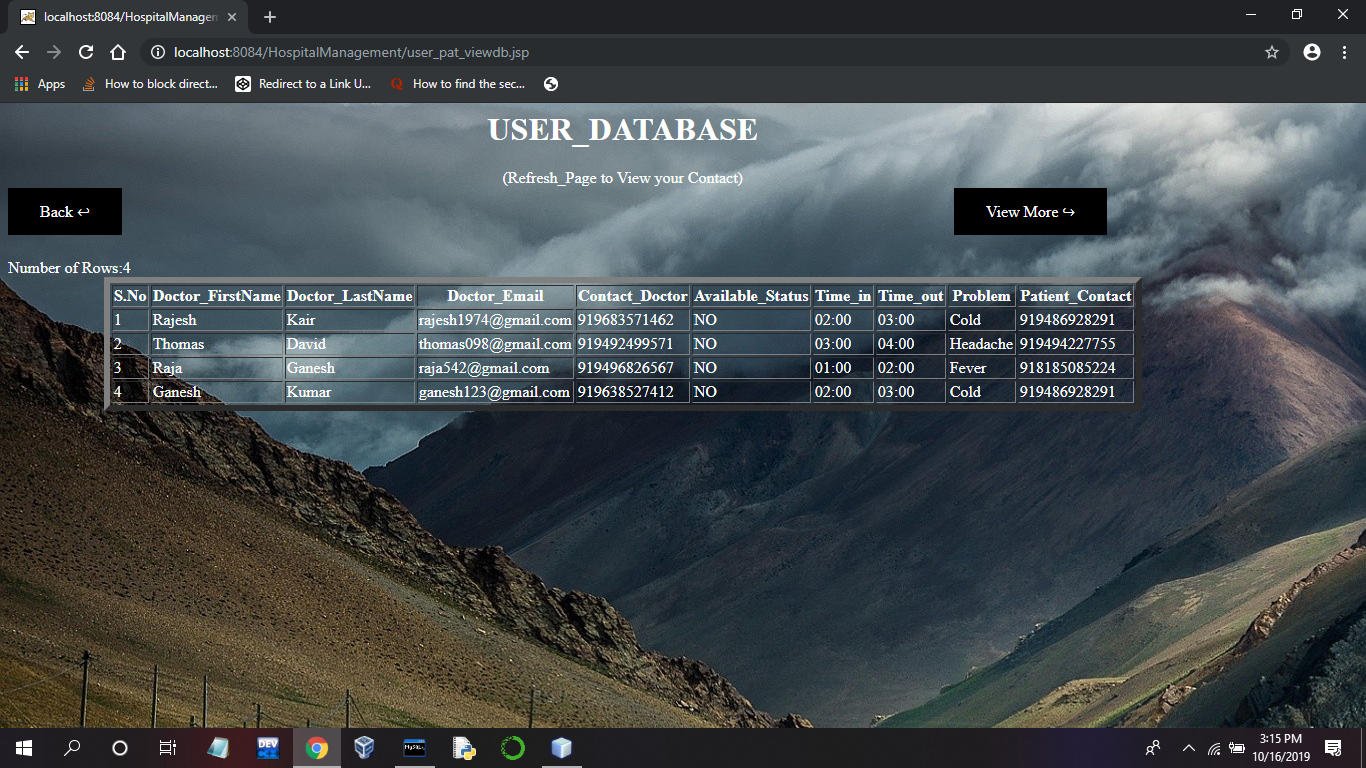 localhost:8084/HospitalManagem
localhost:8084/HospitalManagement/user_pat_viewdb.jsp
Apps How to block direct... Redirect to a Link U... How to find the sec...
USER_DATABASE
(Refresh_Page to View your Contact)
Back ↩ View More ↪
Number of Rows:4
S.No Doctor_FirstName Doctor_LastName Doctor_Email Contact_Doctor Available_Status Time_in Time_out Problem Patient_Contact
1 Rajesh Kair rajesh1974@gmail.com 919683571462 NO 02:00 03:00 Cold 919486928291
2 Thomas David thomas098@gmail.com 919492499571 NO 03:00 04:00 Headache 919494227755
3 Raja Ganesh raja542@gmail.com 919496826567 NO 01:00 02:00 Fever 918185085224
4 Ganesh Kumar ganesh123@gmail.com 919638527412 NO 02:00 03:00 Cold 919486928291
DEV MySQL 3:15 PM
10/16/2019